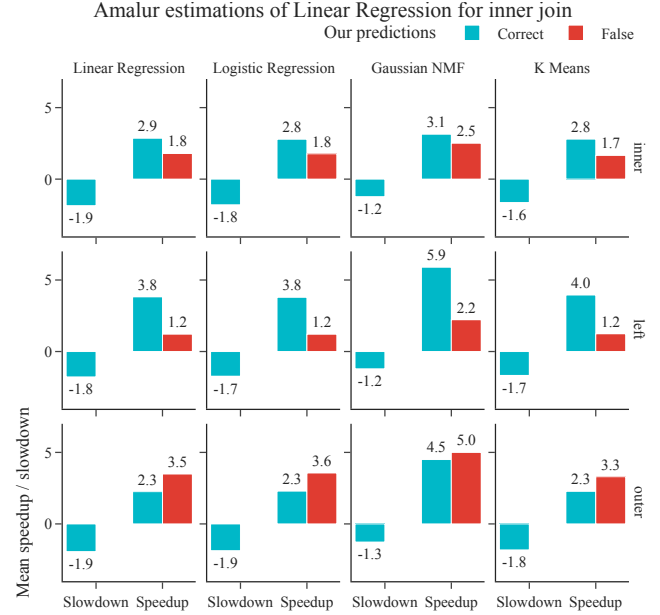 Amalur estimations of Linear Regression for inner join
Our predictions Correct False
Linear Regression Logistic Regression Gaussian NMF K Means
5 2.9 1.8 2.8 1.8 3.1 2.5 2.8 1.7 inner
0
-1.9 -1.8 -1.2 -1.6
5 3.8 1.2 3.8 1.2 5.9 2.2 4.0 1.2 left
0
-1.8 -1.7 -1.2 -1.7
Mean speedup / slowdown
5 2.3 3.5 2.3 3.6 4.5 5.0 2.3 3.3 outer
0
-1.9 -1.9 -1.3 -1.8
Slowdown Speedup Slowdown Speedup Slowdown Speedup Slowdown Speedup